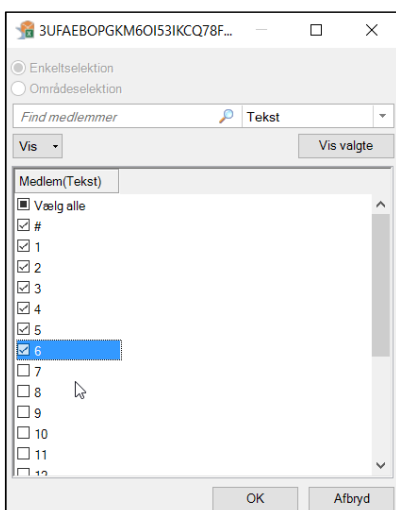 3UFAEBOPGKM6OI53IKCQ78F...
Enkeltselektion
Områdeselektion
Find medlemmer Tekst
Vis Vis valgte
Medlem(Tekst)
Vælg alle
#
1
2
3
4
5
6
7
8
9
10
11
12
OK Afbryd